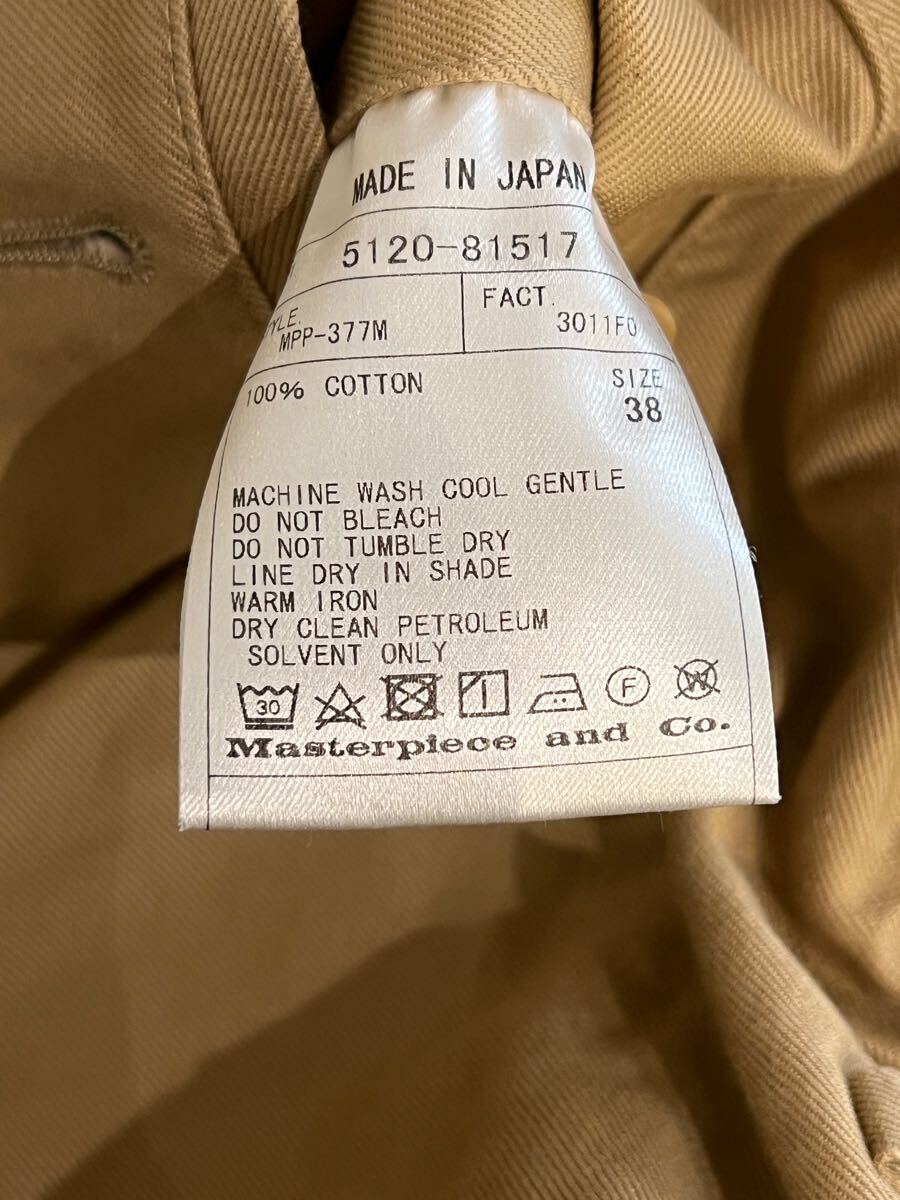 MADE IN JAPAN
5120-81517
FACT.
MPP-377M
3011FO
100% COTTON
SIZE
38
MACHINE WASH COOL GENTLE
DO NOT BLEACH
DO NOT TUMBLE DRY
LINE DRY IN SHADE
WARM IRON
DRY CLEAN PETROLEUM
SOLVENT ONLY
30
F
W
Masterpiece and Co.